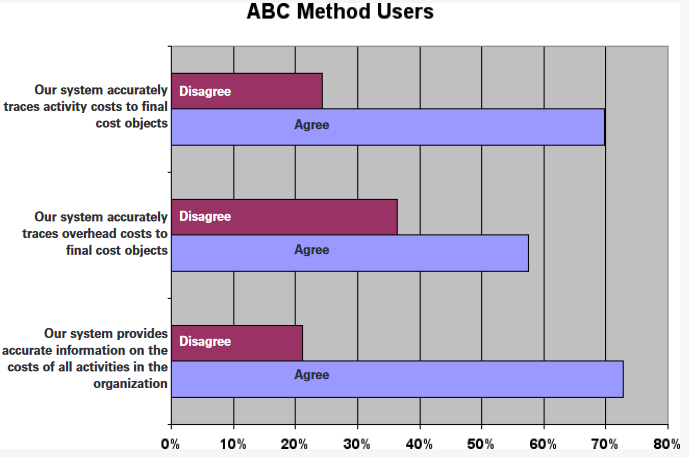 ABC Method Users
Our system accurately
traces activity costs to final
cost objects
Disagree
Agree
Our system accurately
traces overhead costs to
final cost objects
Disagree
Agree
Our system provides
accurate information on the
costs of all activities in the
organization
Disagree
Agree
0% 10% 20% 30% 40% 50% 60% 70% 80%